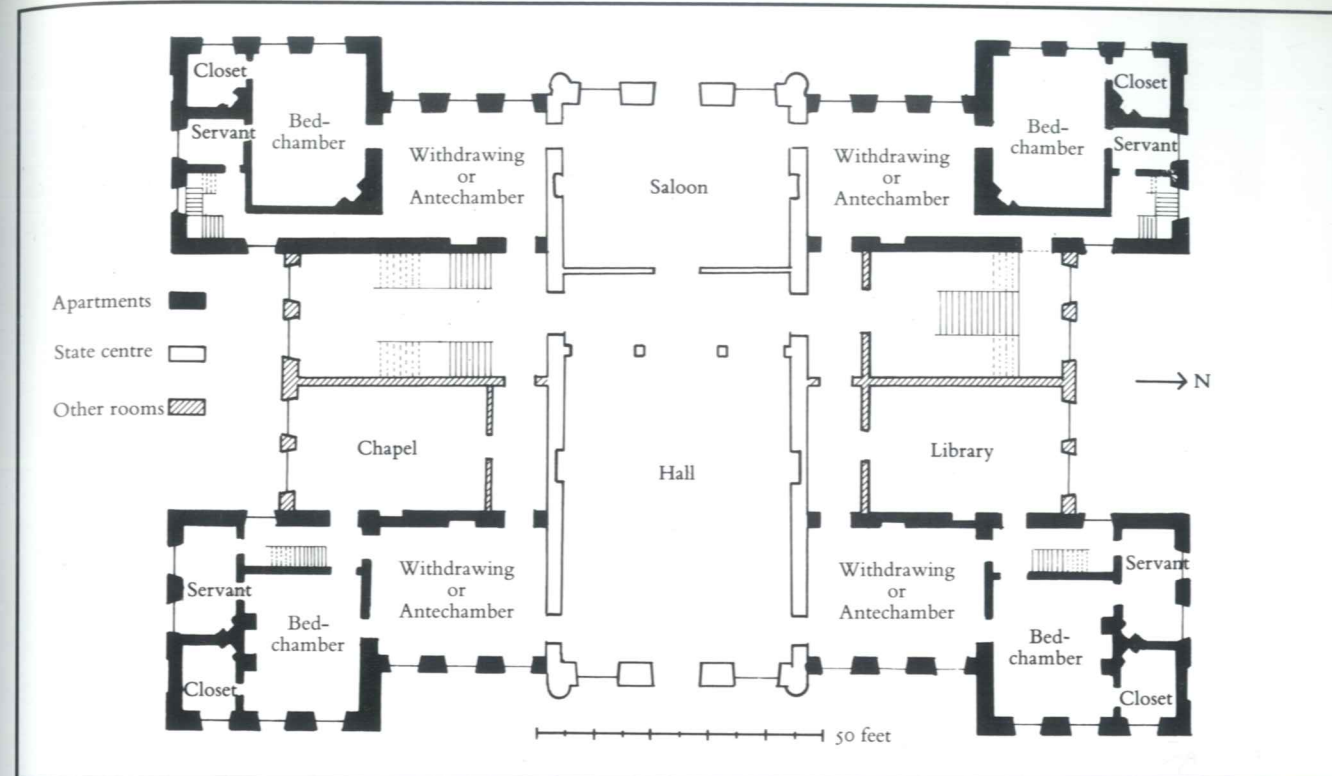 Closet
Servant
Bed-
chamber
Withdrawing
or
Antechamber
Saloon
Withdrawing
or
Antechamber
Bed-
chamber
Closet
Servant
Apartments
State centre
Other rooms
N
Chapel
Hall
Library
Servant
Closet
Bed-
chamber
Withdrawing
or
Antechamber
Withdrawing
or
Antechamber
Bed-
chamber
Servant
Closet
50 feet